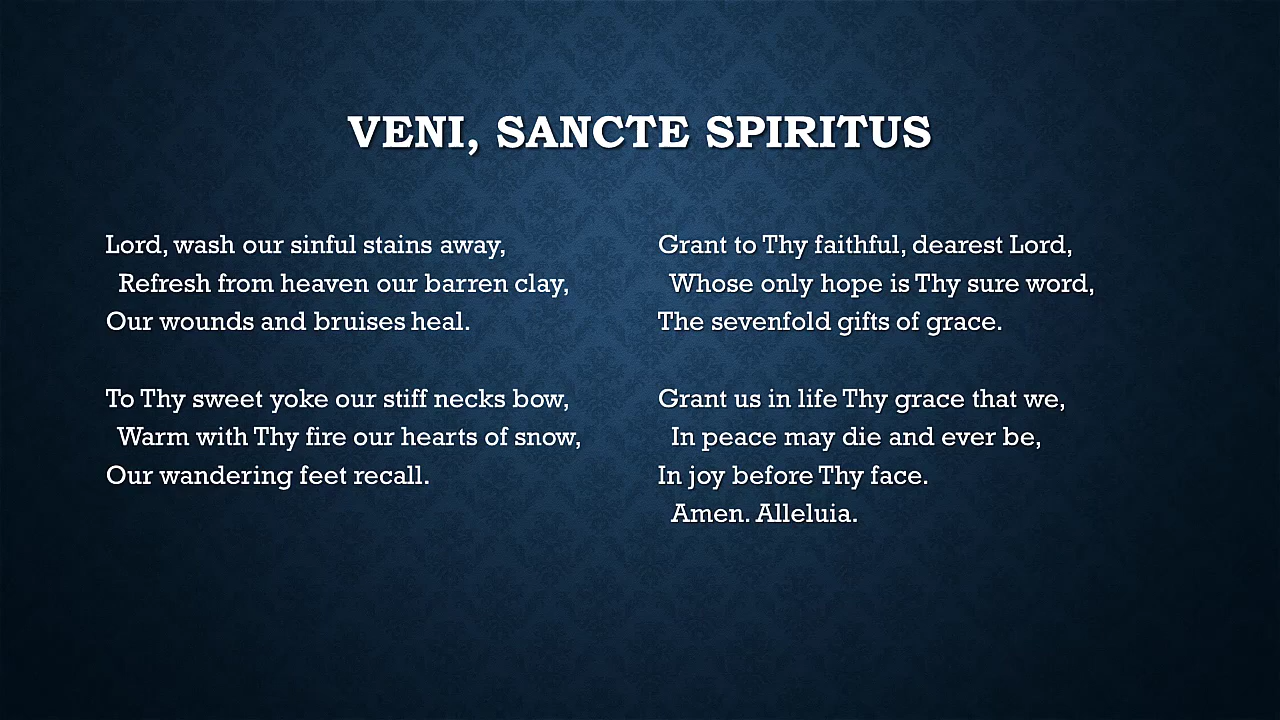 VENI, SANCTE SPIRITUS
Lord, wash our sinful stains away,
Refresh from heaven our barren clay,
Our wounds and bruises heal.
To Thy sweet yoke our stiff necks bow,
Warm with Thy fire our hearts of snow,
Our wandering feet recall.
Grant to Thy faithful, dearest Lord,
Whose only hope is Thy sure word,
The sevenfold gifts of grace.
Grant us in life Thy grace that we,
In peace may die and ever be,
In joy before Thy face.
Amen. Alleluia.